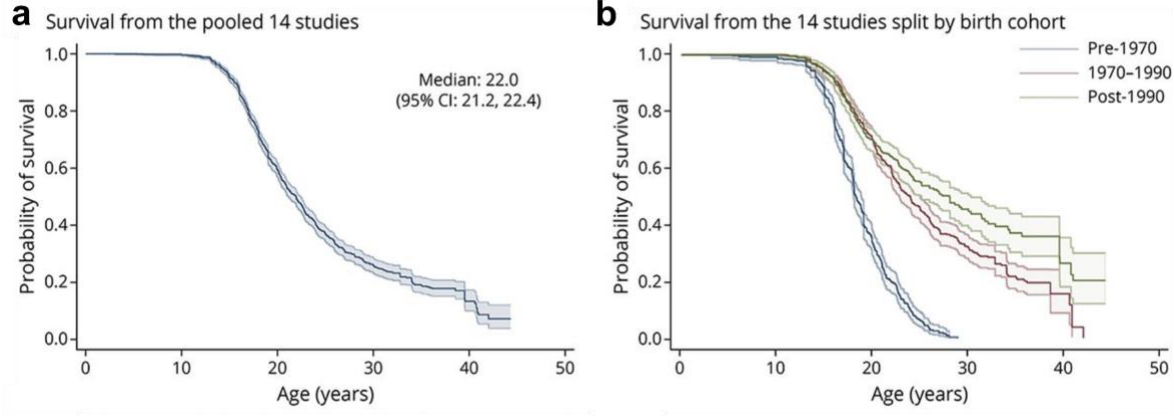 a Survival from the pooled 14 studies
Median: 22.0
(95% CI: 21.2, 22.4)
Probability of survival
1.0
0.8
0.6
0.4
0.2
0.0
0 10 20 30 40 50
Age (years)
b Survival from the 14 studies split by birth cohort
Pre-1970
1970–1990
Post-1990
Probability of survival
1.0
0.8
0.6
0.4
0.2
0.0
0 10 20 30 40 50
Age (years)